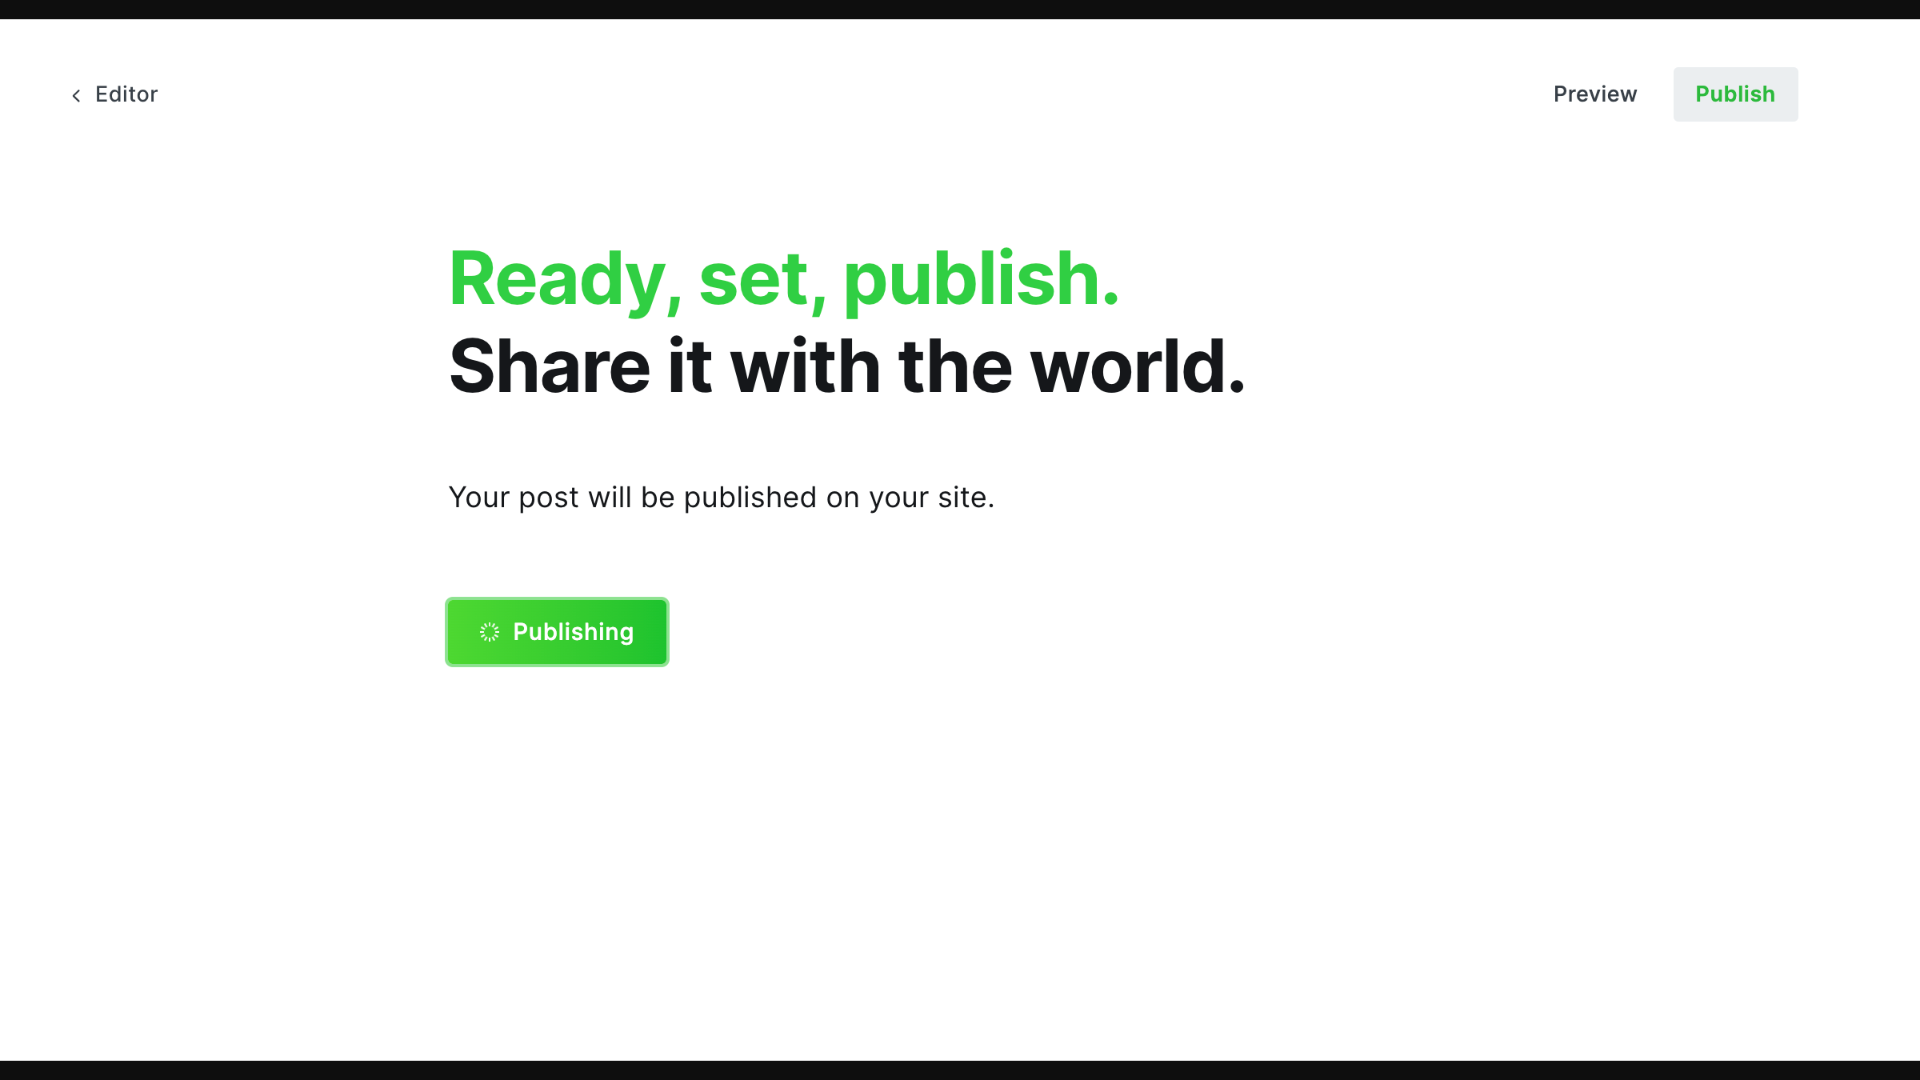 Editor
Preview
Publish
Ready, set, publish.
Share it with the world.
Your post will be published on your site.
Publishing